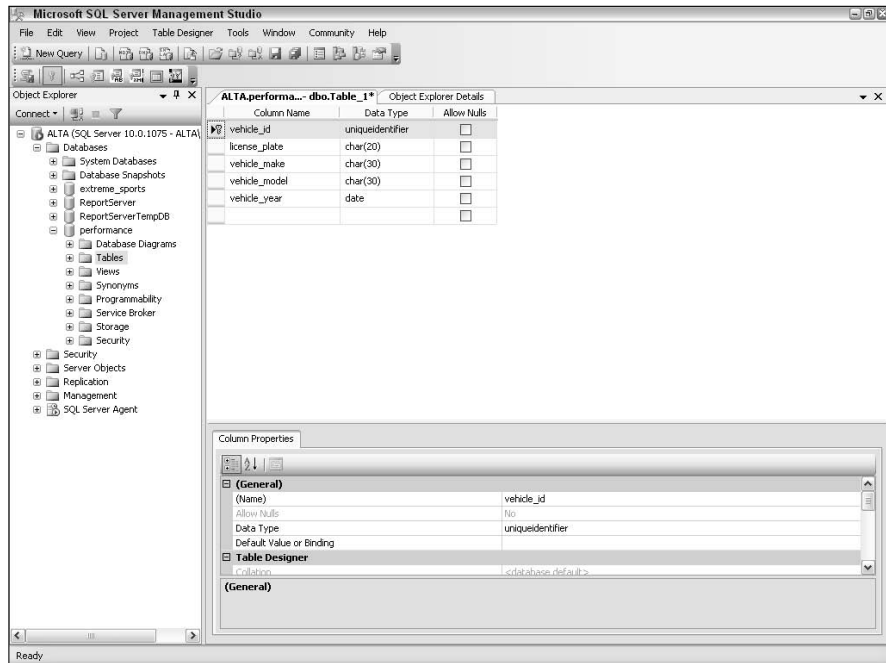 Microsoft SQL Server Management Studio
File Edit View Project Table Designer Tools Window Community Help
New Query
Object Explorer
ALTA.performa...- dbo.Table_1* Object Explorer Details
Connect
Column Name Data Type Allow Nulls
vehicle_id uniqueidentifier
license_plate char(20)
vehicle_make char(30)
vehicle_model char(30)
vehicle_year date
ALTA (SQL Server 10.0.1075 - ALTA\
Databases
System Databases
Database Snapshots
extreme_sports
ReportServer
ReportServerTempDB
performance
Database Diagrams
Tables
Views
Synonyms
Programmability
Service Broker
Storage
Security
Security
Server Objects
Replication
Management
SQL Server Agent
Column Properties
(General)
(Name) vehicle_id
Allow Nulls No
Data Type uniqueidentifier
Default Value or Binding
Table Designer
Collation <database default>
(General)
Ready